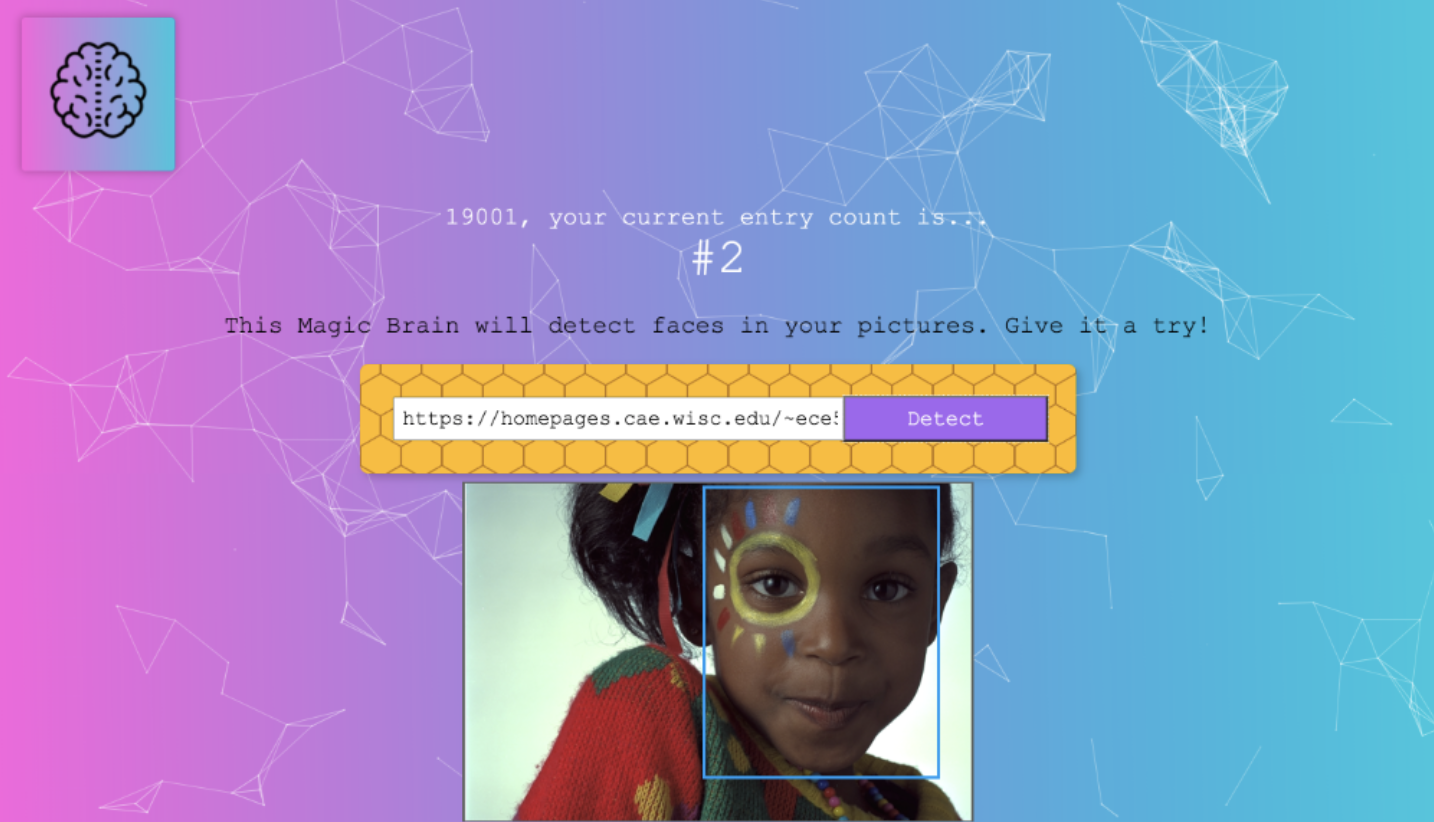 19001, your current entry count is...
#2
This Magic Brain will detect faces in your pictures. Give it a try!
https://homepages.cae.wisc.edu/~ece
Detect